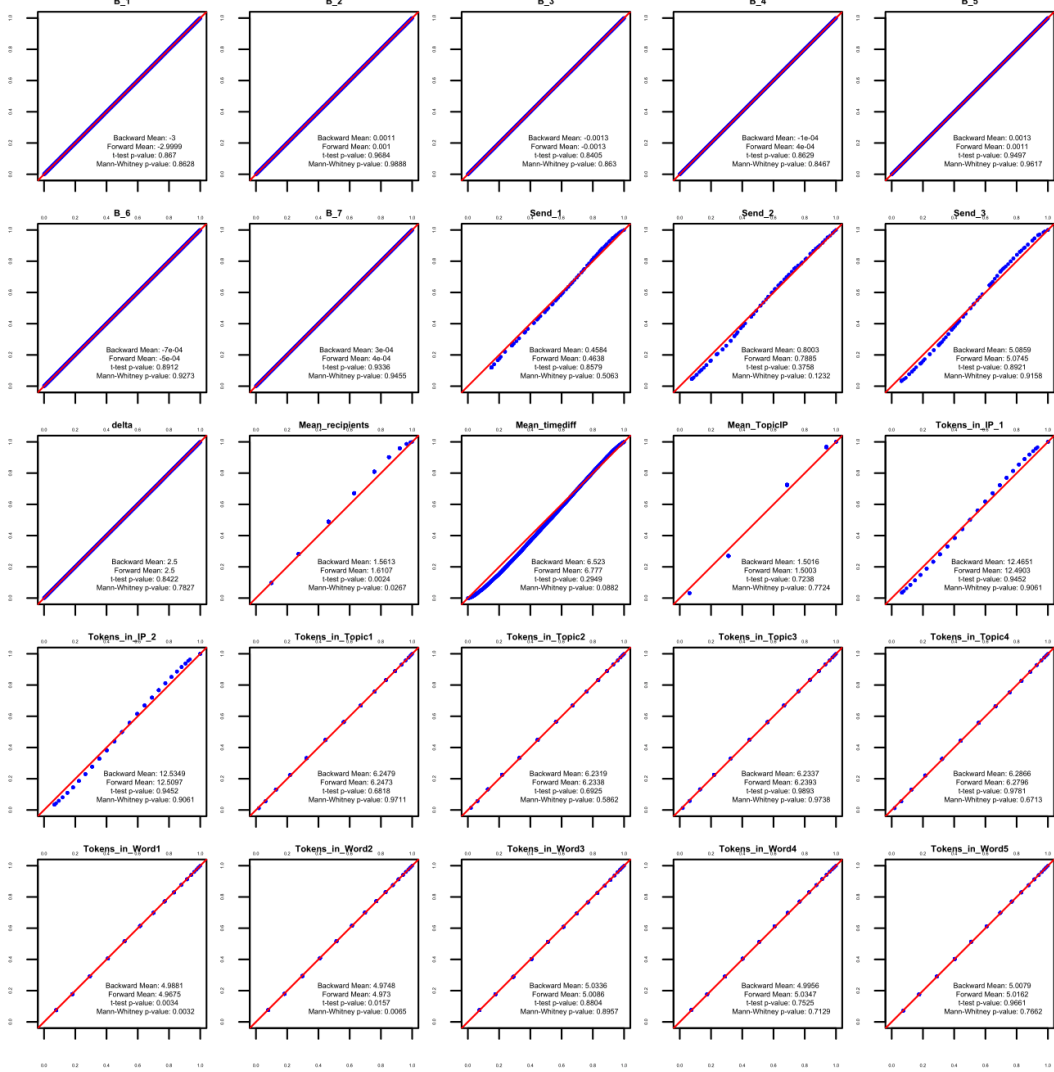 B_1
B_2
B_3
B_4
B_5
Backward Mean: -3
Forward Mean: -2.9999
t-test p-value: 0.867
Mann-Whitney p-value: 0.8628
Backward Mean: 0.0011
Forward Mean: 0.001
t-test p-value: 0.9684
Mann-Whitney p-value: 0.9888
Backward Mean: -0.0013
Forward Mean: -0.0013
t-test p-value: 0.8405
Mann-Whitney p-value: 0.863
Backward Mean: -1e-04
Forward Mean: 4e-04
t-test p-value: 0.8629
Mann-Whitney p-value: 0.8467
Backward Mean: 0.0013
Forward Mean: 0.0011
t-test p-value: 0.9497
Mann-Whitney p-value: 0.9617
B_6
B_7
Send_1
Send_2
Send_3
Backward Mean: -7e-04
Forward Mean: -5e-04
t-test p-value: 0.8912
Mann-Whitney p-value: 0.9273
Backward Mean: 3e-04
Forward Mean: 4e-04
t-test p-value: 0.9336
Mann-Whitney p-value: 0.9455
Backward Mean: 0.4584
Forward Mean: 0.4638
t-test p-value: 0.8579
Mann-Whitney p-value: 0.5063
Backward Mean: 0.8003
Forward Mean: 0.7885
t-test p-value: 0.3758
Mann-Whitney p-value: 0.1232
Backward Mean: 5.0859
Forward Mean: 5.0745
t-test p-value: 0.8921
Mann-Whitney p-value: 0.9158
delta
Mean_recipients
Mean_timediff
Mean_TopicIP
Tokens_in_IP_1
Backward Mean: 2.5
Forward Mean: 2.5
t-test p-value: 0.8422
Mann-Whitney p-value: 0.7827
Backward Mean: 1.5613
Forward Mean: 1.6107
t-test p-value: 0.0024
Mann-Whitney p-value: 0.0267
Backward Mean: 6.523
Forward Mean: 6.777
t-test p-value: 0.2949
Mann-Whitney p-value: 0.0882
Backward Mean: 1.5016
Forward Mean: 1.5003
t-test p-value: 0.7238
Mann-Whitney p-value: 0.7724
Backward Mean: 12.4651
Forward Mean: 12.4903
t-test p-value: 0.9452
Mann-Whitney p-value: 0.9061
Tokens_in_IP_2
Tokens_in_Topic1
Tokens_in_Topic2
Tokens_in_Topic3
Tokens_in_Topic4
Backward Mean: 12.5349
Forward Mean: 12.5097
t-test p-value: 0.9452
Mann-Whitney p-value: 0.9061
Backward Mean: 6.2479
Forward Mean: 6.2473
t-test p-value: 0.6818
Mann-Whitney p-value: 0.9711
Backward Mean: 6.2319
Forward Mean: 6.2338
t-test p-value: 0.6925
Mann-Whitney p-value: 0.5862
Backward Mean: 6.2337
Forward Mean: 6.2393
t-test p-value: 0.9893
Mann-Whitney p-value: 0.9738
Backward Mean: 6.2866
Forward Mean: 6.2796
t-test p-value: 0.9781
Mann-Whitney p-value: 0.6713
Tokens_in_Word1
Tokens_in_Word2
Tokens_in_Word3
Tokens_in_Word4
Tokens_in_Word5
Backward Mean: 4.9881
Forward Mean: 4.9675
t-test p-value: 0.0034
Mann-Whitney p-value: 0.0032
Backward Mean: 4.9748
Forward Mean: 4.973
t-test p-value: 0.0157
Mann-Whitney p-value: 0.0065
Backward Mean: 5.0336
Forward Mean: 5.0086
t-test p-value: 0.8804
Mann-Whitney p-value: 0.8957
Backward Mean: 4.9956
Forward Mean: 5.0347
t-test p-value: 0.7525
Mann-Whitney p-value: 0.7129
Backward Mean: 5.0079
Forward Mean: 5.0162
t-test p-value: 0.9661
Mann-Whitney p-value: 0.7662
0.0 0.2 0.4 0.6 0.8 1.0